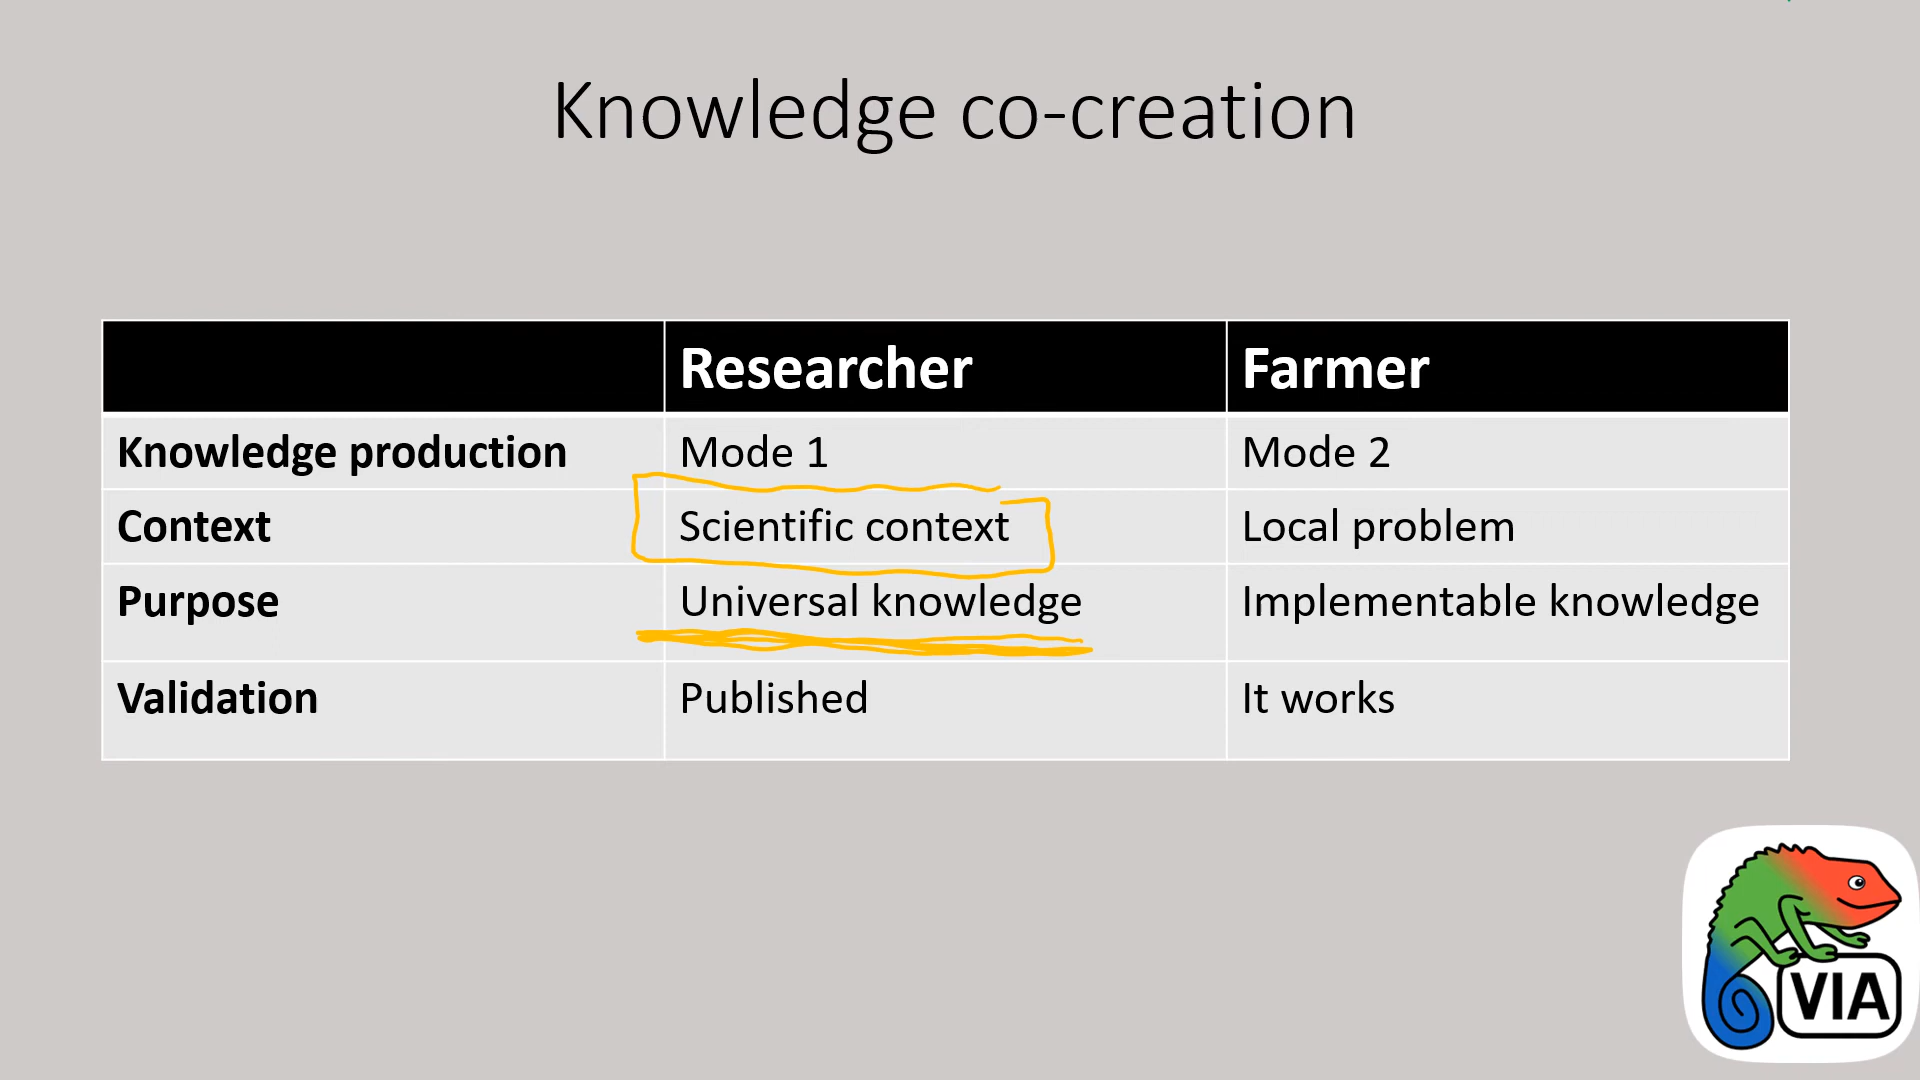 Knowledge co-creation
Researcher Farmer
Knowledge production Mode 1 Mode 2
Context Scientific context Local problem
Purpose Universal knowledge Implementable knowledge
Validation Published It works
VIA